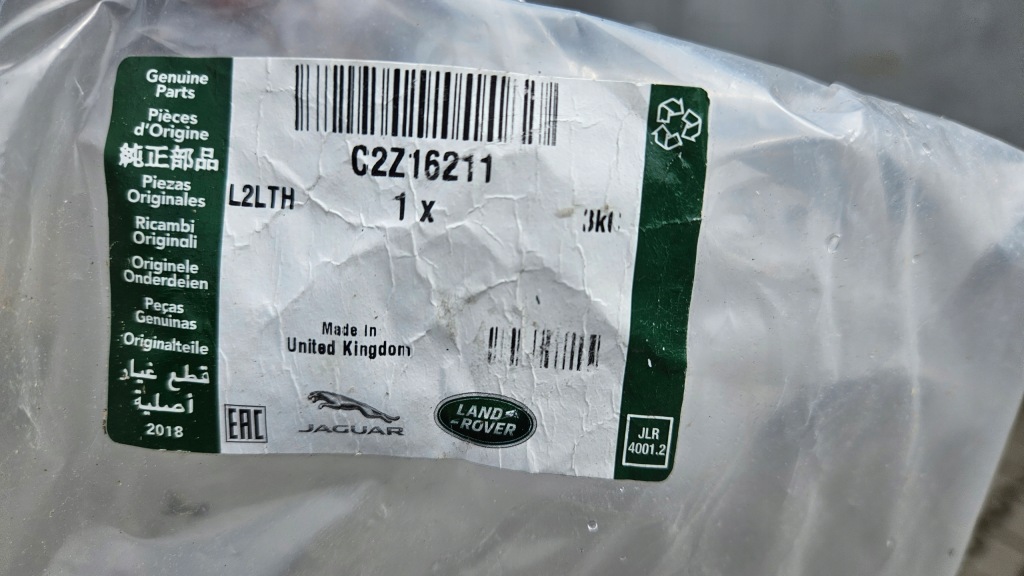 Genuine
Parts
Pièces
d'Origine
純正部品
Piezas
Originales
Ricambi
Originali
Originele
Onderdelen
Peças
Genuinas
Originalteile
قطع غيار
أصلية
2018
C2Z16211
L2LTH
1 x
Made In
United Kingdom
EAC
JAGUAR
LAND
ROVER
JLR
4001.2